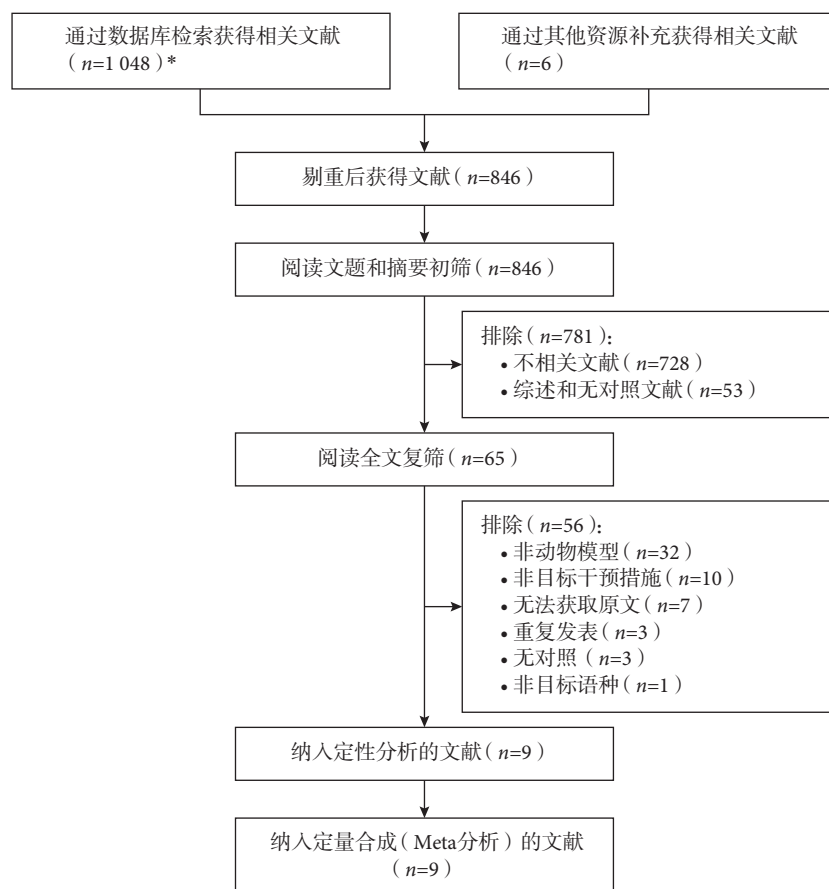 通过数据库检索获得相关文献
（n=1 048）*
通过其他资源补充获得相关文献
（n=6）
剔重后获得文献（n=846）
阅读文题和摘要初筛（n=846）
排除（n=781）：
• 不相关文献（n=728）
• 综述和无对照文献（n=53）
阅读全文复筛（n=65）
排除（n=56）：
• 非动物模型（n=32）
• 非目标干预措施（n=10）
• 无法获取原文（n=7）
• 重复发表（n=3）
• 无对照（n=3）
• 非目标语种（n=1）
纳入定性分析的文献（n=9）
纳入定量合成（Meta分析）的文献
（n=9）